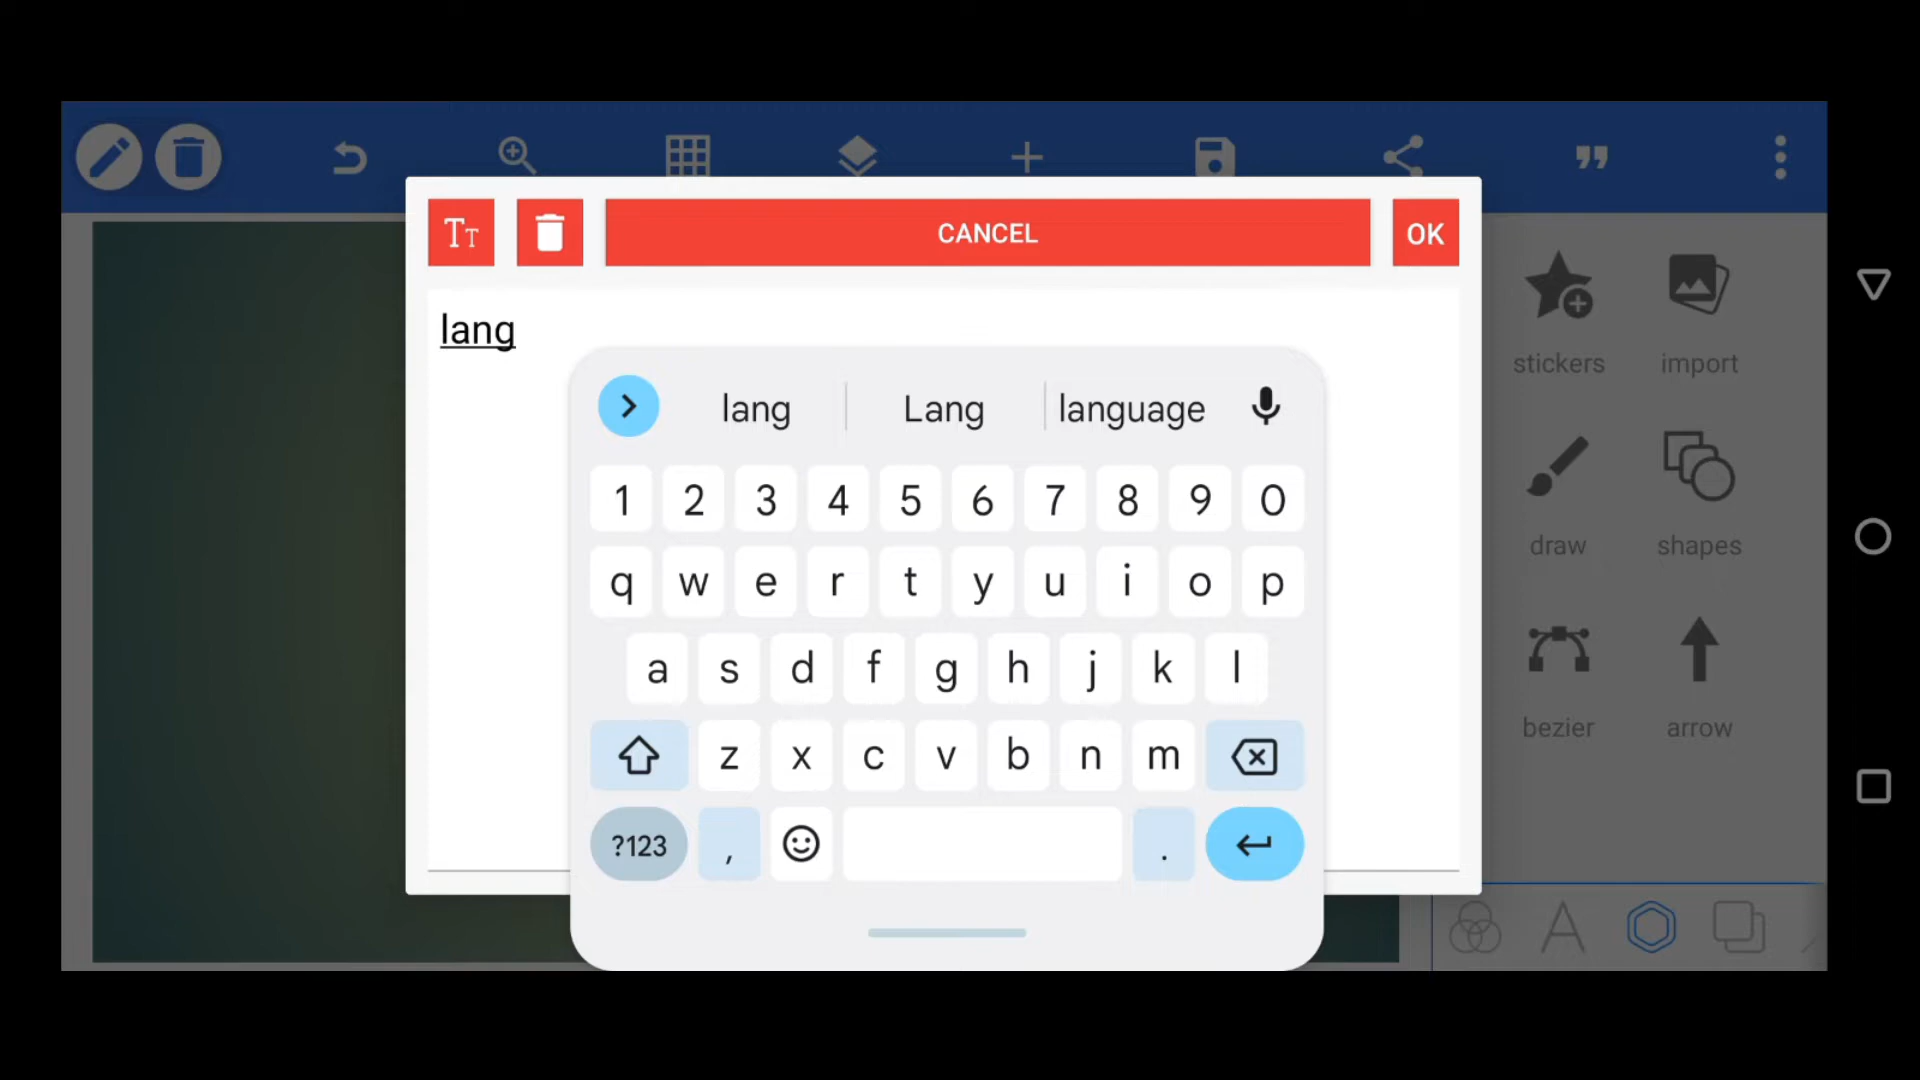 CANCEL
OK
lang
lang Lang language
1 2 3 4 5 6 7 8 9 0
q w e r t y u i o p
a s d f g h j k l
z x c v b n m
?123 , .
stickers import
draw shapes
bezier arrow